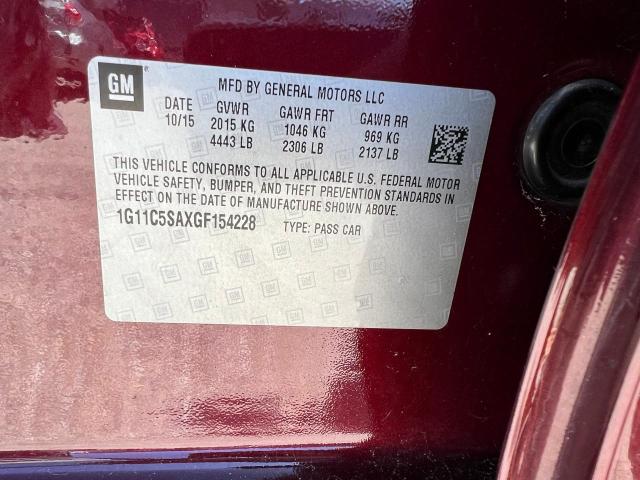 GM
MFD BY GENERAL MOTORS LLC
DATE GVWR GAWR FRT GAWR RR
10/15 2015 KG 1046 KG 969 KG
4443 LB 2306 LB 2137 LB
THIS VEHICLE CONFORMS TO ALL APPLICABLE U.S. FEDERAL MOTOR
VEHICLE SAFETY, BUMPER, AND THEFT PREVENTION STANDARDS IN
EFFECT ON THE DATE OF MANUFACTURE SHOWN ABOVE.
1G11C5SAXGF154228 TYPE: PASS CAR